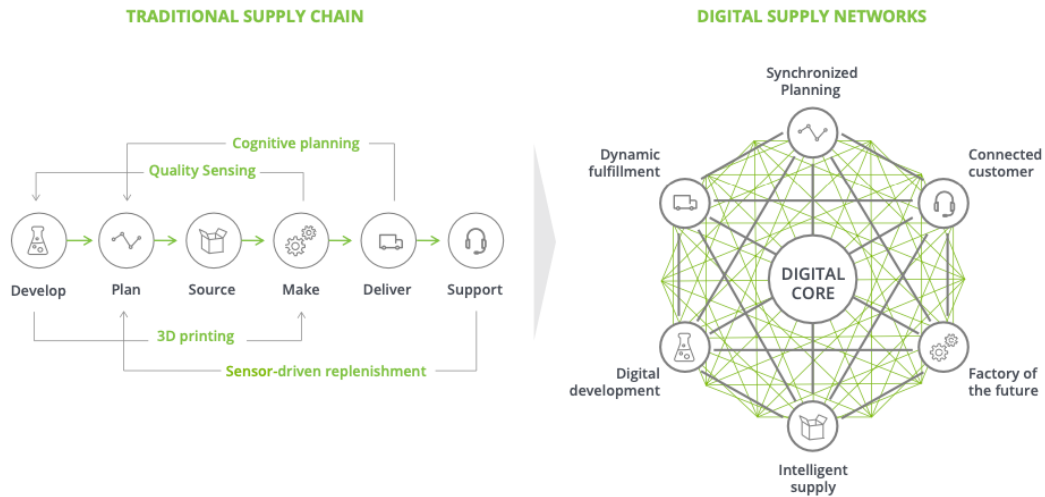 TRADITIONAL SUPPLY CHAIN
Cognitive planning
Quality Sensing
Develop
Plan
Source
Make
Deliver
Support
3D printing
Sensor-driven replenishment
DIGITAL SUPPLY NETWORKS
Synchronized
Planning
Dynamic
fulfillment
Connected
customer
DIGITAL
CORE
Digital
development
Factory of
the future
Intelligent
supply